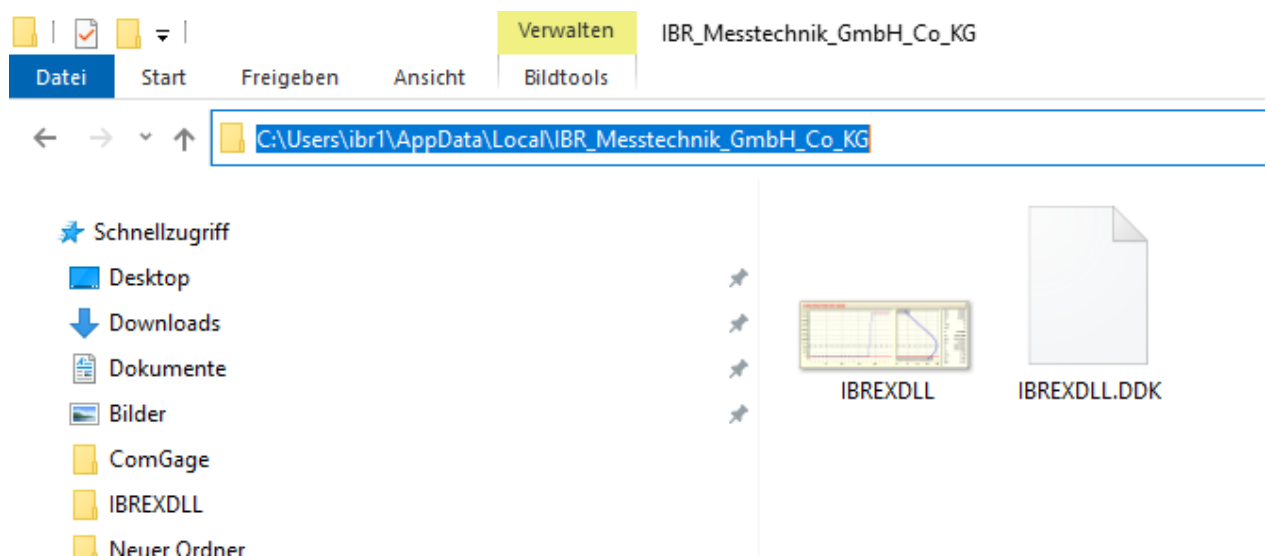 Verwalten IBR_Messtechnik_GmbH_Co_KG
Datei Start Freigeben Ansicht Bildtools
C:\Users\ibr1\AppData\Local\IBR_Messtechnik_GmbH_Co_KG
Schnellzugriff
Desktop
Downloads
Dokumente
Bilder
ComGage
IBREXDLL
Neuer Ordner
IBREXDLL IBREXDLL.DDK